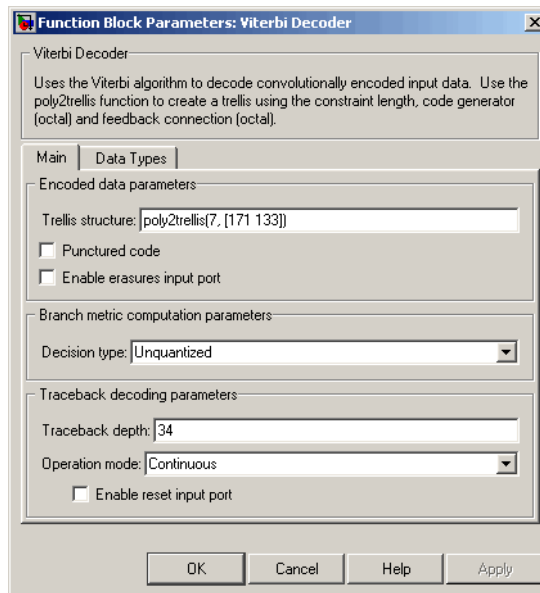 Function Block Parameters: Viterbi Decoder
Viterbi Decoder
Uses the Viterbi algorithm to decode convolutionally encoded input data. Use the
poly2trellis function to create a trellis using the constraint length, code generator
(octal) and feedback connection (octal).
Main Data Types
Encoded data parameters
Trellis structure: poly2trellis(7, [171 133])
Punctured code
Enable erasures input port
Branch metric computation parameters
Decision type: Unquantized
Traceback decoding parameters
Traceback depth: 34
Operation mode: Continuous
Enable reset input port
OK Cancel Help Apply